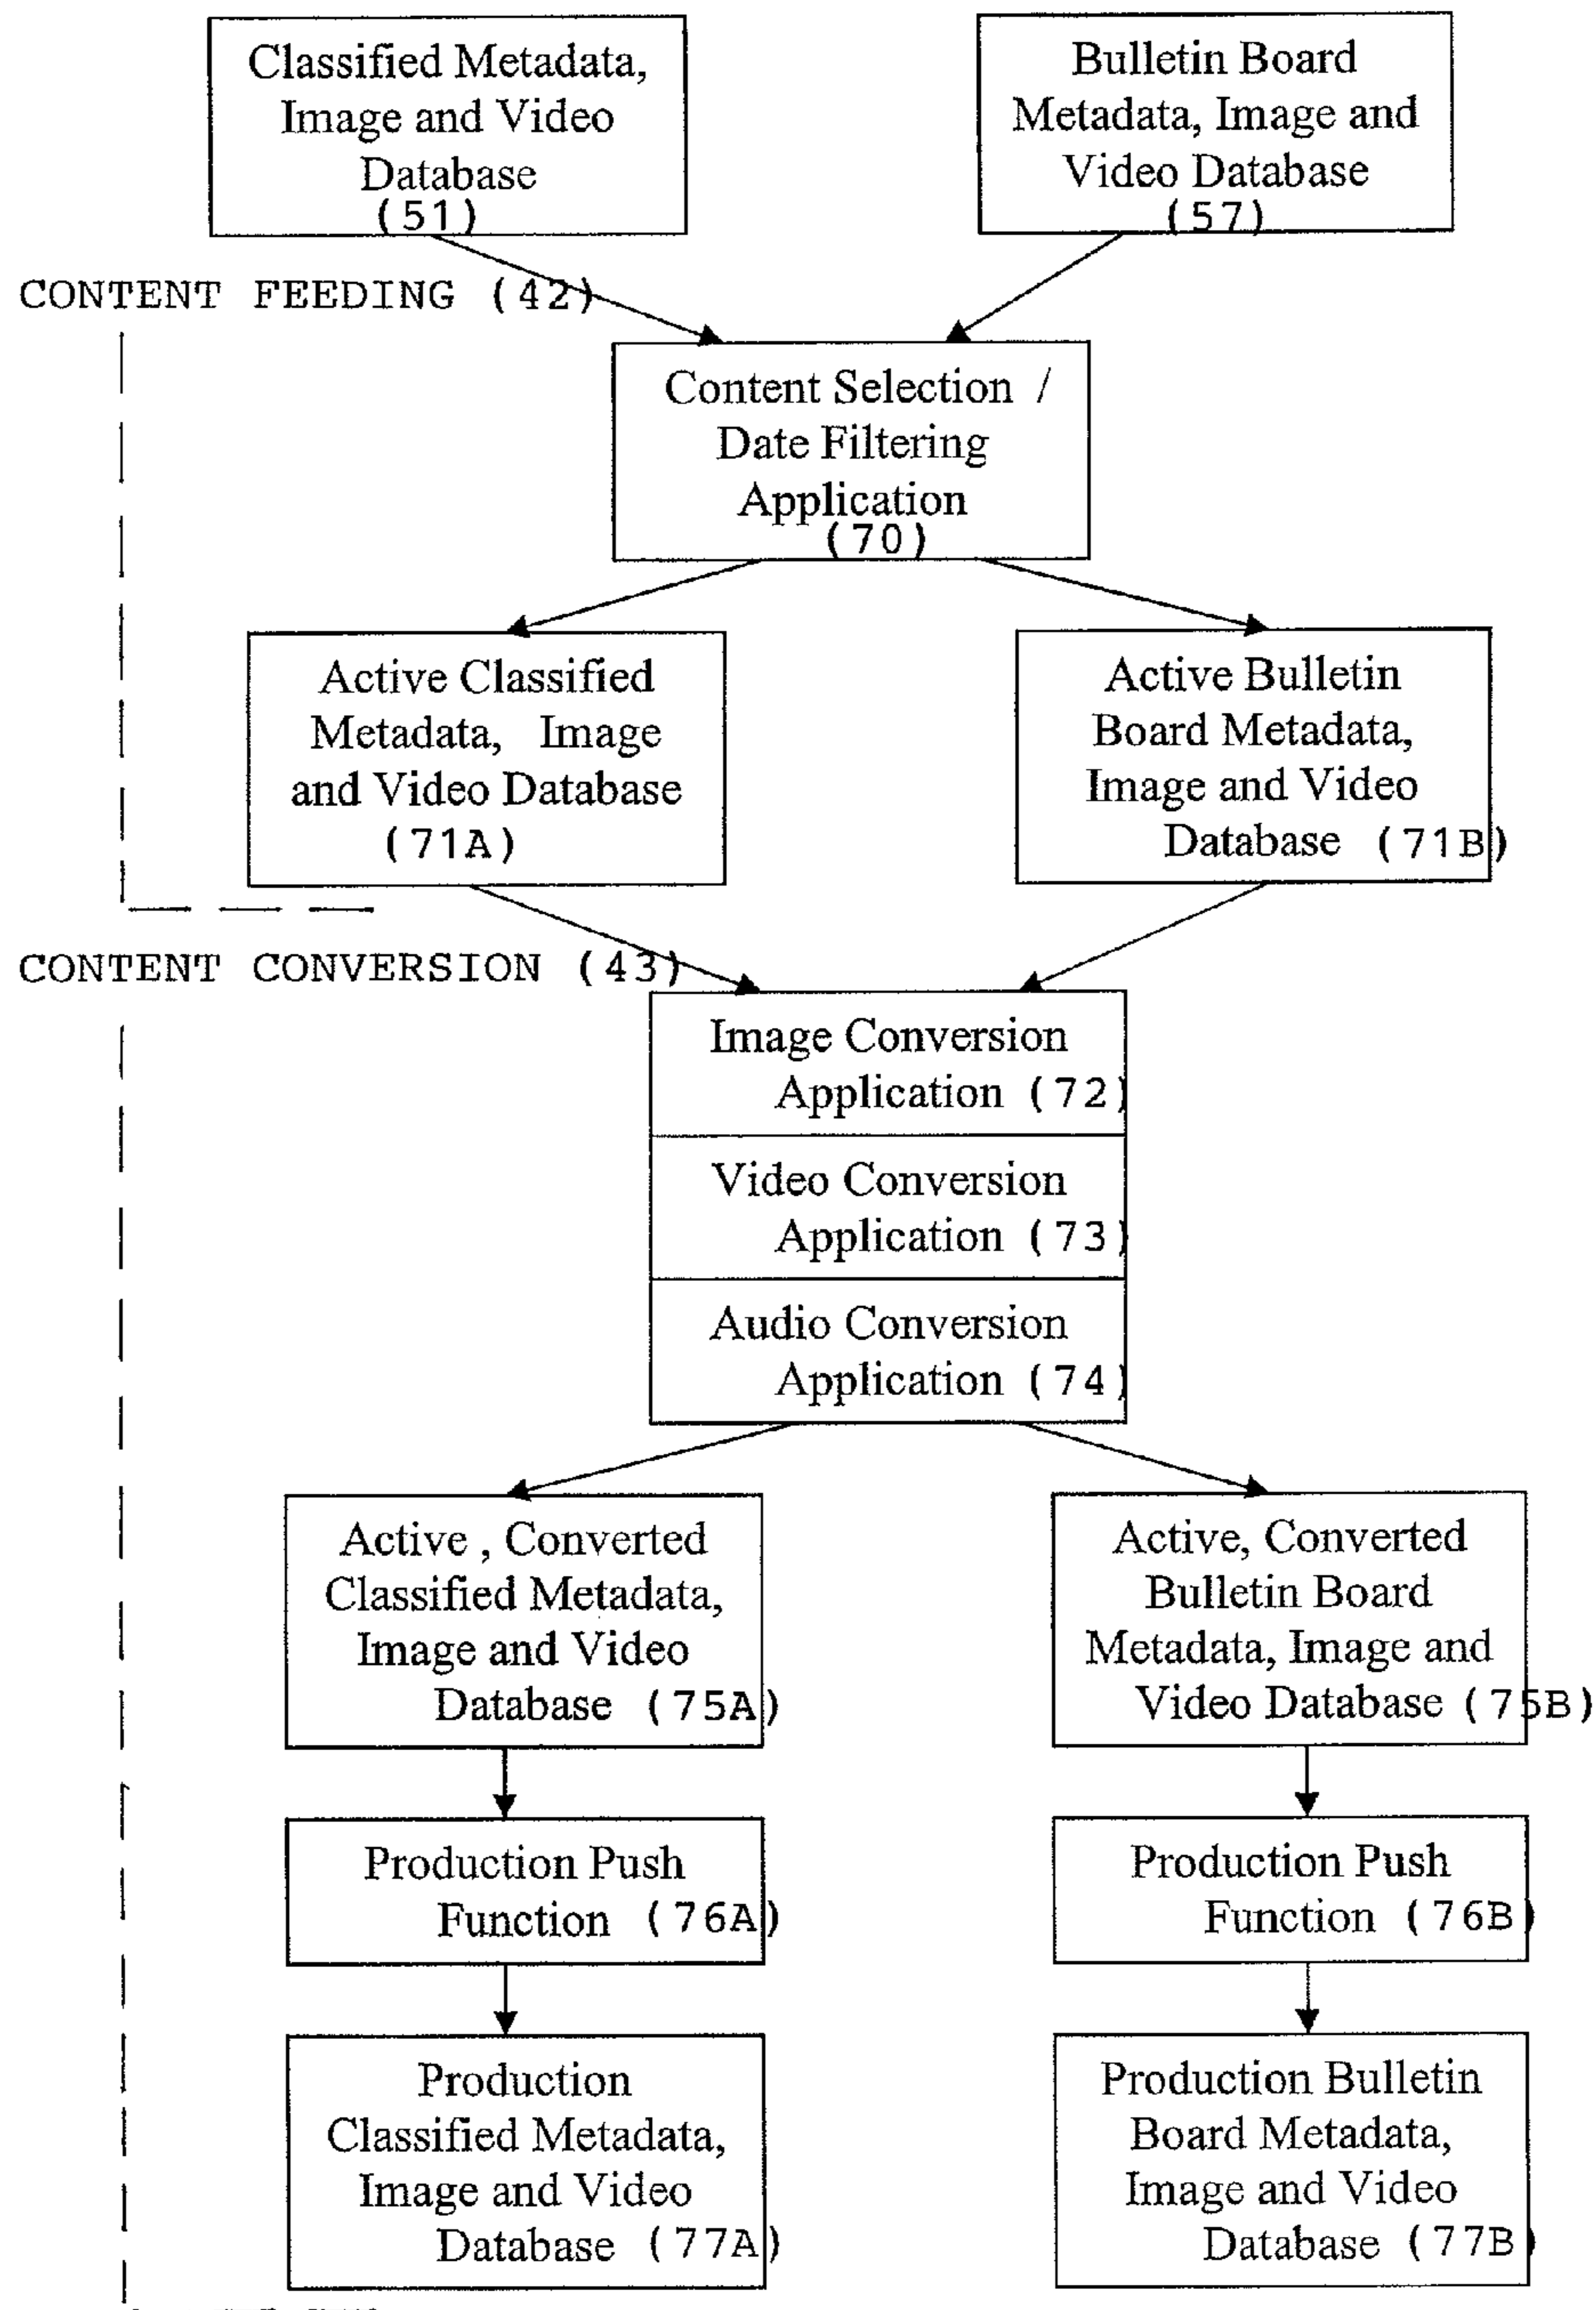 Classified Metadata,
Image and Video
Database
(51)
Bulletin Board
Metadata, Image and
Video Database
(57)
CONTENT FEEDING (42)
Content Selection /
Date Filtering
Application
(70)
Active Classified
Metadata, Image
and Video Database
(71A)
Active Bulletin
Board Metadata,
Image and Video
Database (71B)
CONTENT CONVERSION (43)
Image Conversion
Application (72)
Video Conversion
Application (73)
Audio Conversion
Application (74)
Active , Converted
Classified Metadata,
Image and Video
Database (75A)
Active, Converted
Bulletin Board
Metadata, Image and
Video Database (75B)
Production Push
Function (76A)
Production Push
Function (76B)
Production
Classified Metadata,
Image and Video
Database (77A)
Production Bulletin
Board Metadata,
Image and Video
Database (77B)